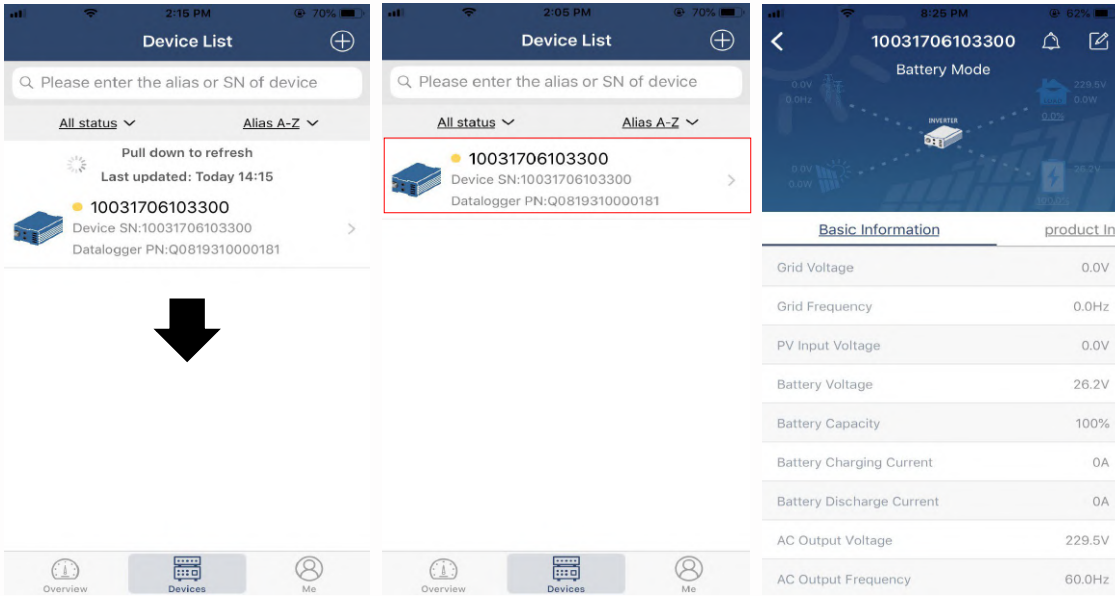 2:15 PM
70%
Device List
Please enter the alias or SN of device
All status
Alias A-Z
Pull down to refresh
Last updated: Today 14:15
10031706103300
Device SN:10031706103300
Datalogger PN:Q0819310000181
Overview
Devices
Me
2:05 PM
70%
Device List
Please enter the alias or SN of device
All status
Alias A-Z
10031706103300
Device SN:10031706103300
Datalogger PN:Q0819310000181
Overview
Devices
Me
8:25 PM
62%
10031706103300
Battery Mode
0.0V
0.0Hz
229.5V
0.0W
0.0%
INVERTER
0.0V
0.0W
26.2V
100.0%
Basic Information
product In
Grid Voltage 0.0V
Grid Frequency 0.0Hz
PV Input Voltage 0.0V
Battery Voltage 26.2V
Battery Capacity 100%
Battery Charging Current 0A
Battery Discharge Current 0A
AC Output Voltage 229.5V
AC Output Frequency 60.0Hz